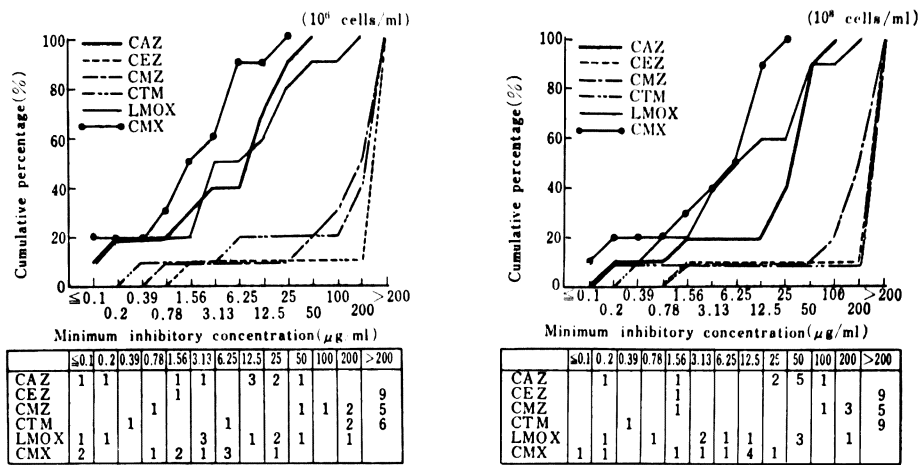 (10⁶ cells/ml)
Cumulative percentage(%)
100
80
60
40
20
0
CAZ
CEZ
CMZ
CTM
LMOX
CMX
≦0.1 0.39 1.56 6.25 25 100 >200
0.2 0.78 3.13 12.5 50 200
Minimum inhibitory concentration(μg ml)
≦0.1 0.2 0.39 0.78 1.56 3.13 6.25 12.5 25 50 100 200 >200
CAZ 1 1 1 1 3 2 1
CEZ 1 9
CMZ 1 1 1 2 5
CTM 1 1 2 6
LMOX 1 1 3 1 2 1 1
CMX 2 1 2 1 3 1
(10⁸ cells/ml)
Cumulative percentage(%)
100
80
60
40
20
0
CAZ
CEZ
CMZ
CTM
LMOX
CMX
≦0.1 0.39 1.56 6.25 25 100 >200
0.2 0.78 3.13 12.5 50 200
Minimum inhibitory concentration(μg/ml)
≦0.1 0.2 0.39 0.78 1.56 3.13 6.25 12.5 25 50 100 200 >200
CAZ 1 1 2 5 1
CEZ 1 9
CMZ 1 1 3 5
CTM 1 9
LMOX 1 1 2 1 1 3 1
CMX 1 1 1 1 1 4 1